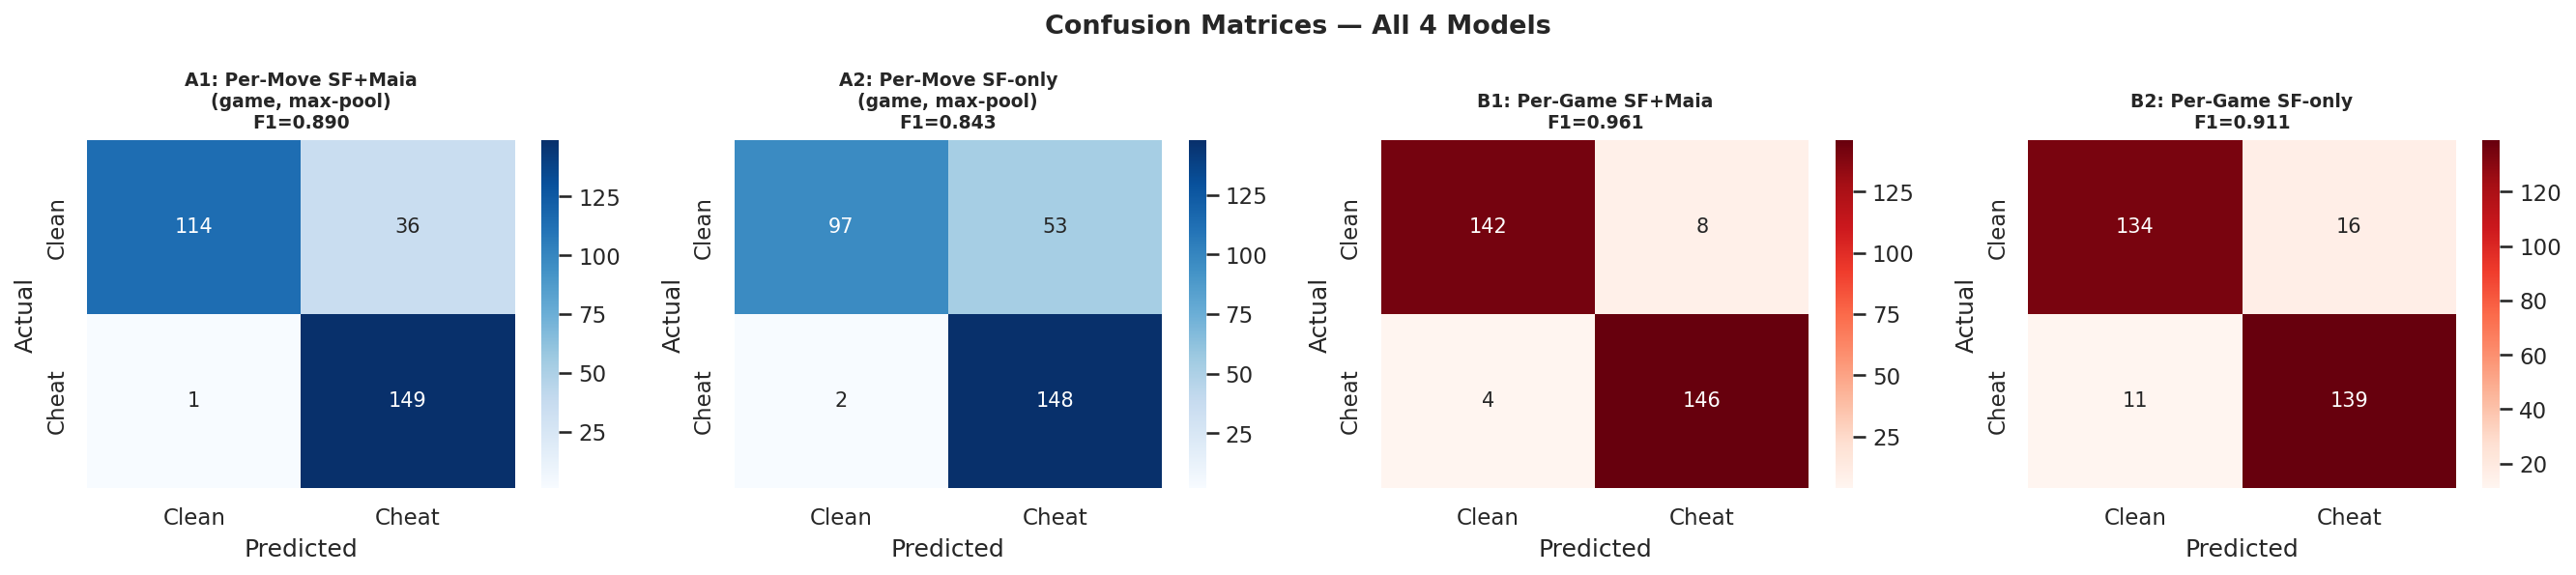 Confusion Matrices — All 4 Models
A1: Per-Move SF+Maia
(game, max-pool)
F1=0.890
Actual
Clean
Cheat
114
36
1
149
Clean
Cheat
Predicted
125
100
75
50
25
A2: Per-Move SF-only
(game, max-pool)
F1=0.843
Actual
Clean
Cheat
97
53
2
148
Clean
Cheat
Predicted
125
100
75
50
25
B1: Per-Game SF+Maia
F1=0.961
Actual
Clean
Cheat
142
8
4
146
Clean
Cheat
Predicted
125
100
75
50
25
B2: Per-Game SF-only
F1=0.911
Actual
Clean
Cheat
134
16
11
139
Clean
Cheat
Predicted
120
100
80
60
40
20